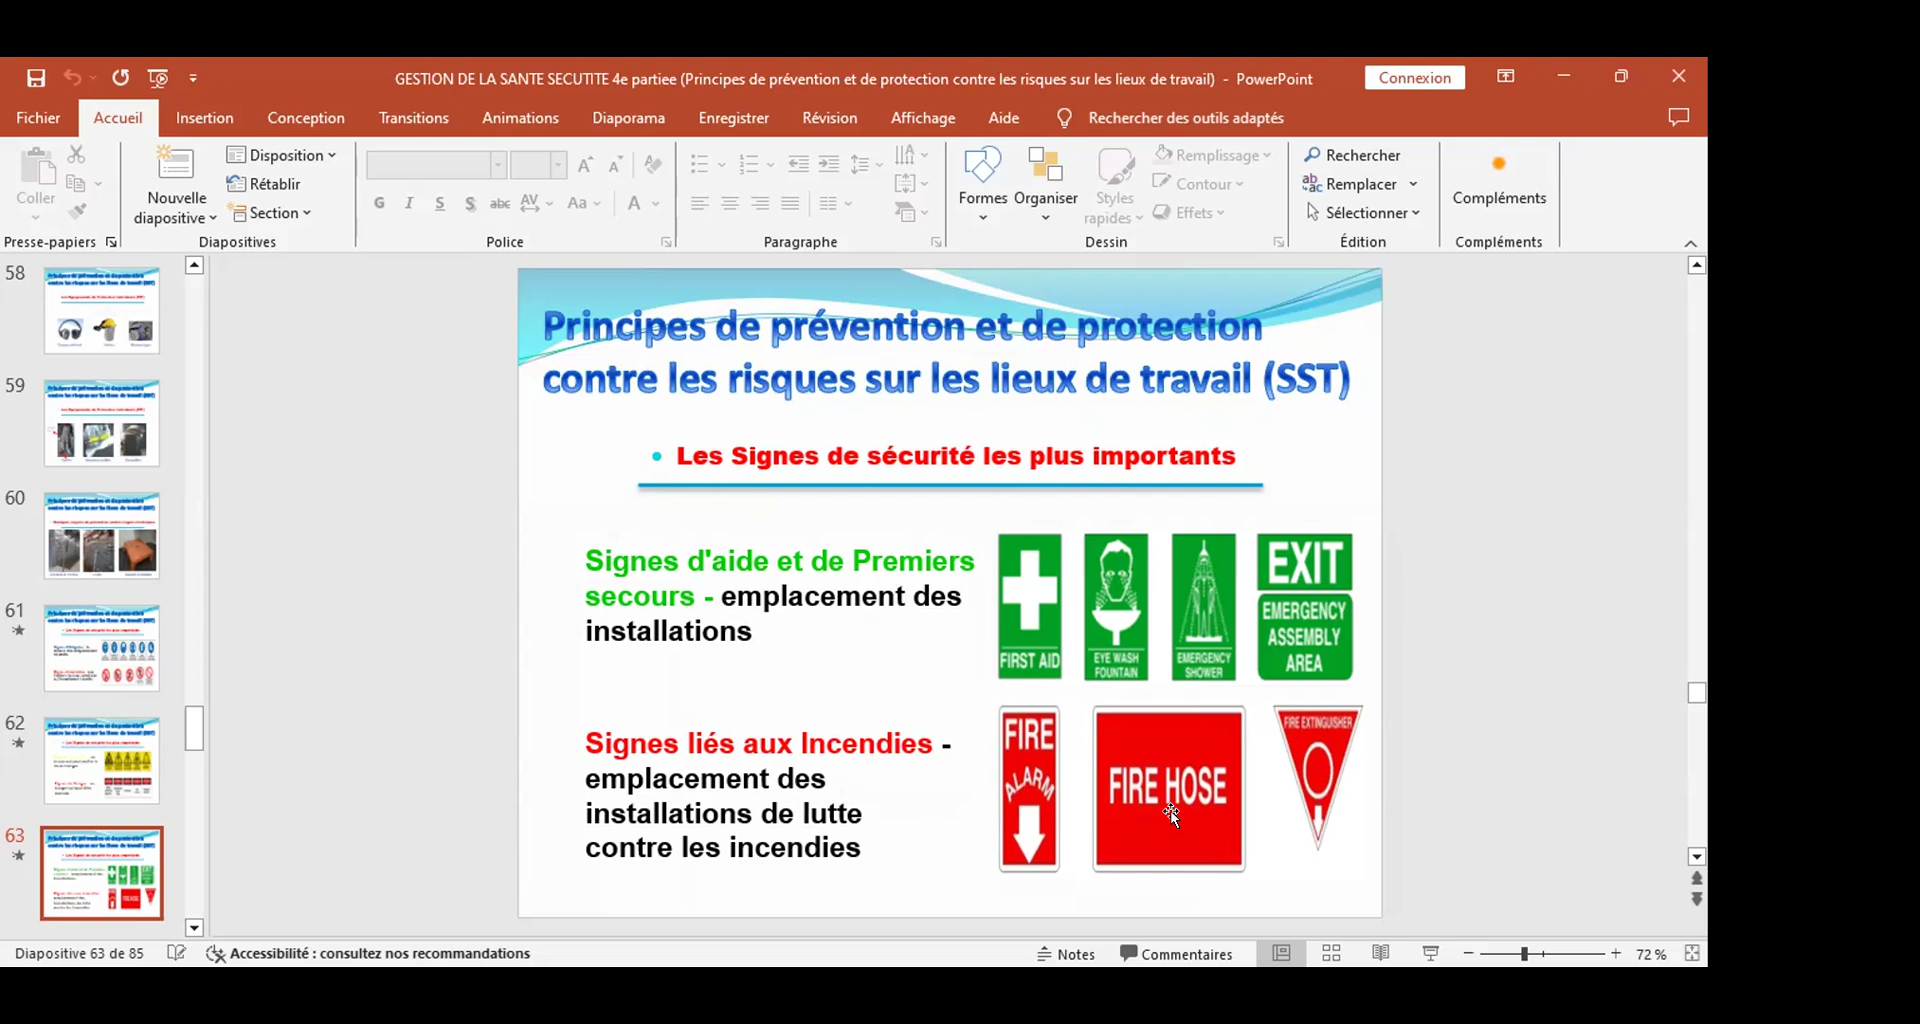 GESTION DE LA SANTE SECUTITE 4e partiee (Principes de prévention et de protection contre les risques sur les lieux de travail) - PowerPoint
Connexion
Fichier Accueil Insertion Conception Transitions Animations Diaporama Enregistrer Révision Affichage Aide Rechercher des outils adaptés
Coller
Nouvelle
diapositive
Disposition
Rétablir
Section
G I S S abc AV Aa A
Formes
Organiser
Styles
rapides
Remplissage
Contour
Effets
Rechercher
Remplacer
Sélectionner
Compléments
Presse-papiers Diapositives Police Paragraphe Dessin Édition Compléments
58
59
60
61
62
63
Principes de prévention et de protection
contre les risques sur les lieux de travail (SST)
• Les Signes de sécurité les plus importants
Signes d'aide et de Premiers
secours - emplacement des
installations
FIRST AID
EYE WASH
FOUNTAIN
EMERGENCY
SHOWER
EXIT
EMERGENCY
ASSEMBLY
AREA
Signes liés aux Incendies -
emplacement des
installations de lutte
contre les incendies
FIRE
ALARM
FIRE HOSE
FIRE EXTINGUISHER
Diapositive 63 de 85 Accessibilité : consultez nos recommandations Notes Commentaires 72 %